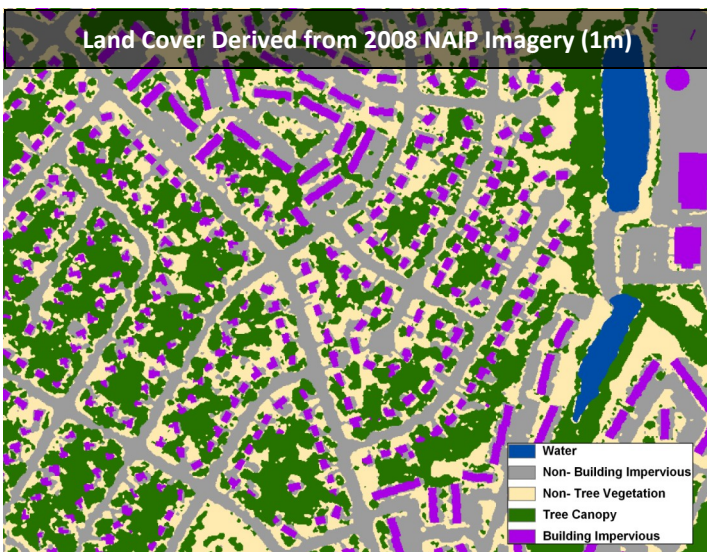 Land Cover Derived from 2008 NAIP Imagery (1m)
Water
Non- Building Impervious
Non- Tree Vegetation
Tree Canopy
Building Impervious